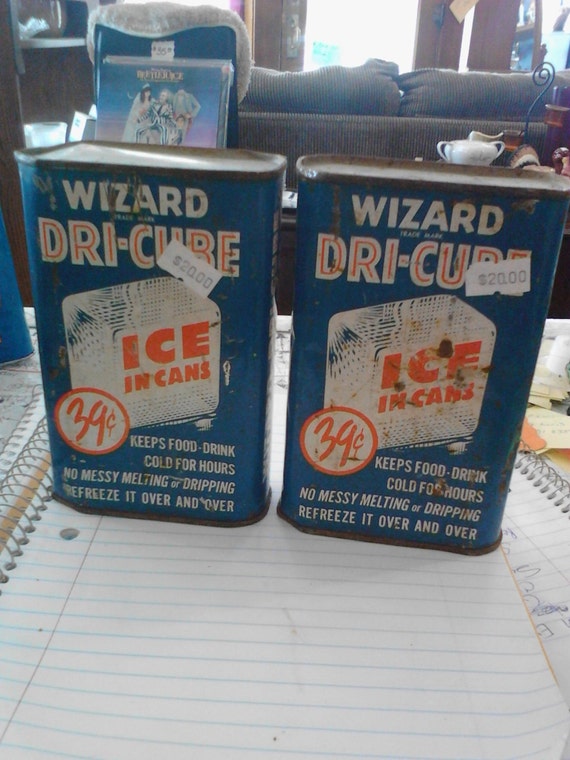 BEETLEJUICE
WIZARD
TRADE MARK
DRI-CUBE
$20.00
ICE
IN CANS
39¢
KEEPS FOOD-DRINK
COLD FOR HOURS
NO MESSY MELTING or DRIPPING
REFREEZE IT OVER AND OVER
WIZARD
TRADE MARK
DRI-CUBE
$20.00
ICE
IN CANS
39¢
KEEPS FOOD-DRINK
COLD FOR HOURS
NO MESSY MELTING or DRIPPING
REFREEZE IT OVER AND OVER